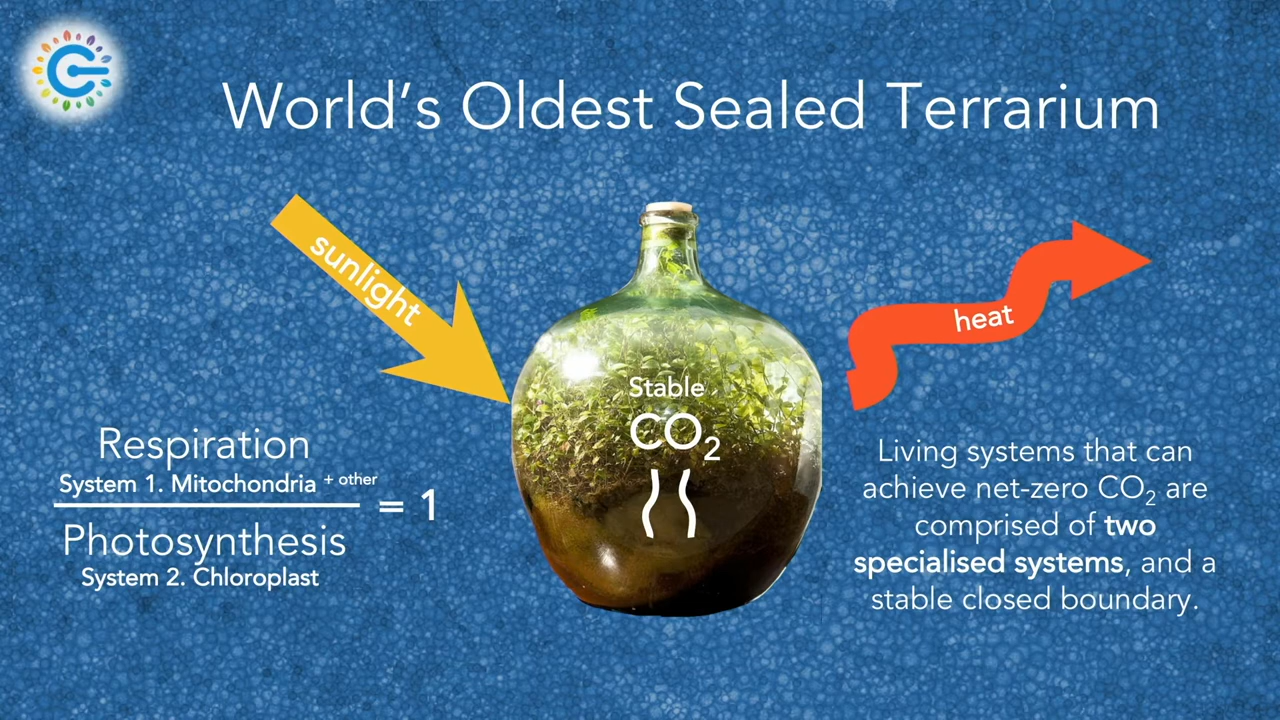 World's Oldest Sealed Terrarium
sunlight
heat
Stable
CO₂
Respiration
System 1. Mitochondria + other
= 1
Photosynthesis
System 2. Chloroplast
Living systems that can
achieve net-zero CO₂ are
comprised of two
specialised systems, and a
stable closed boundary.